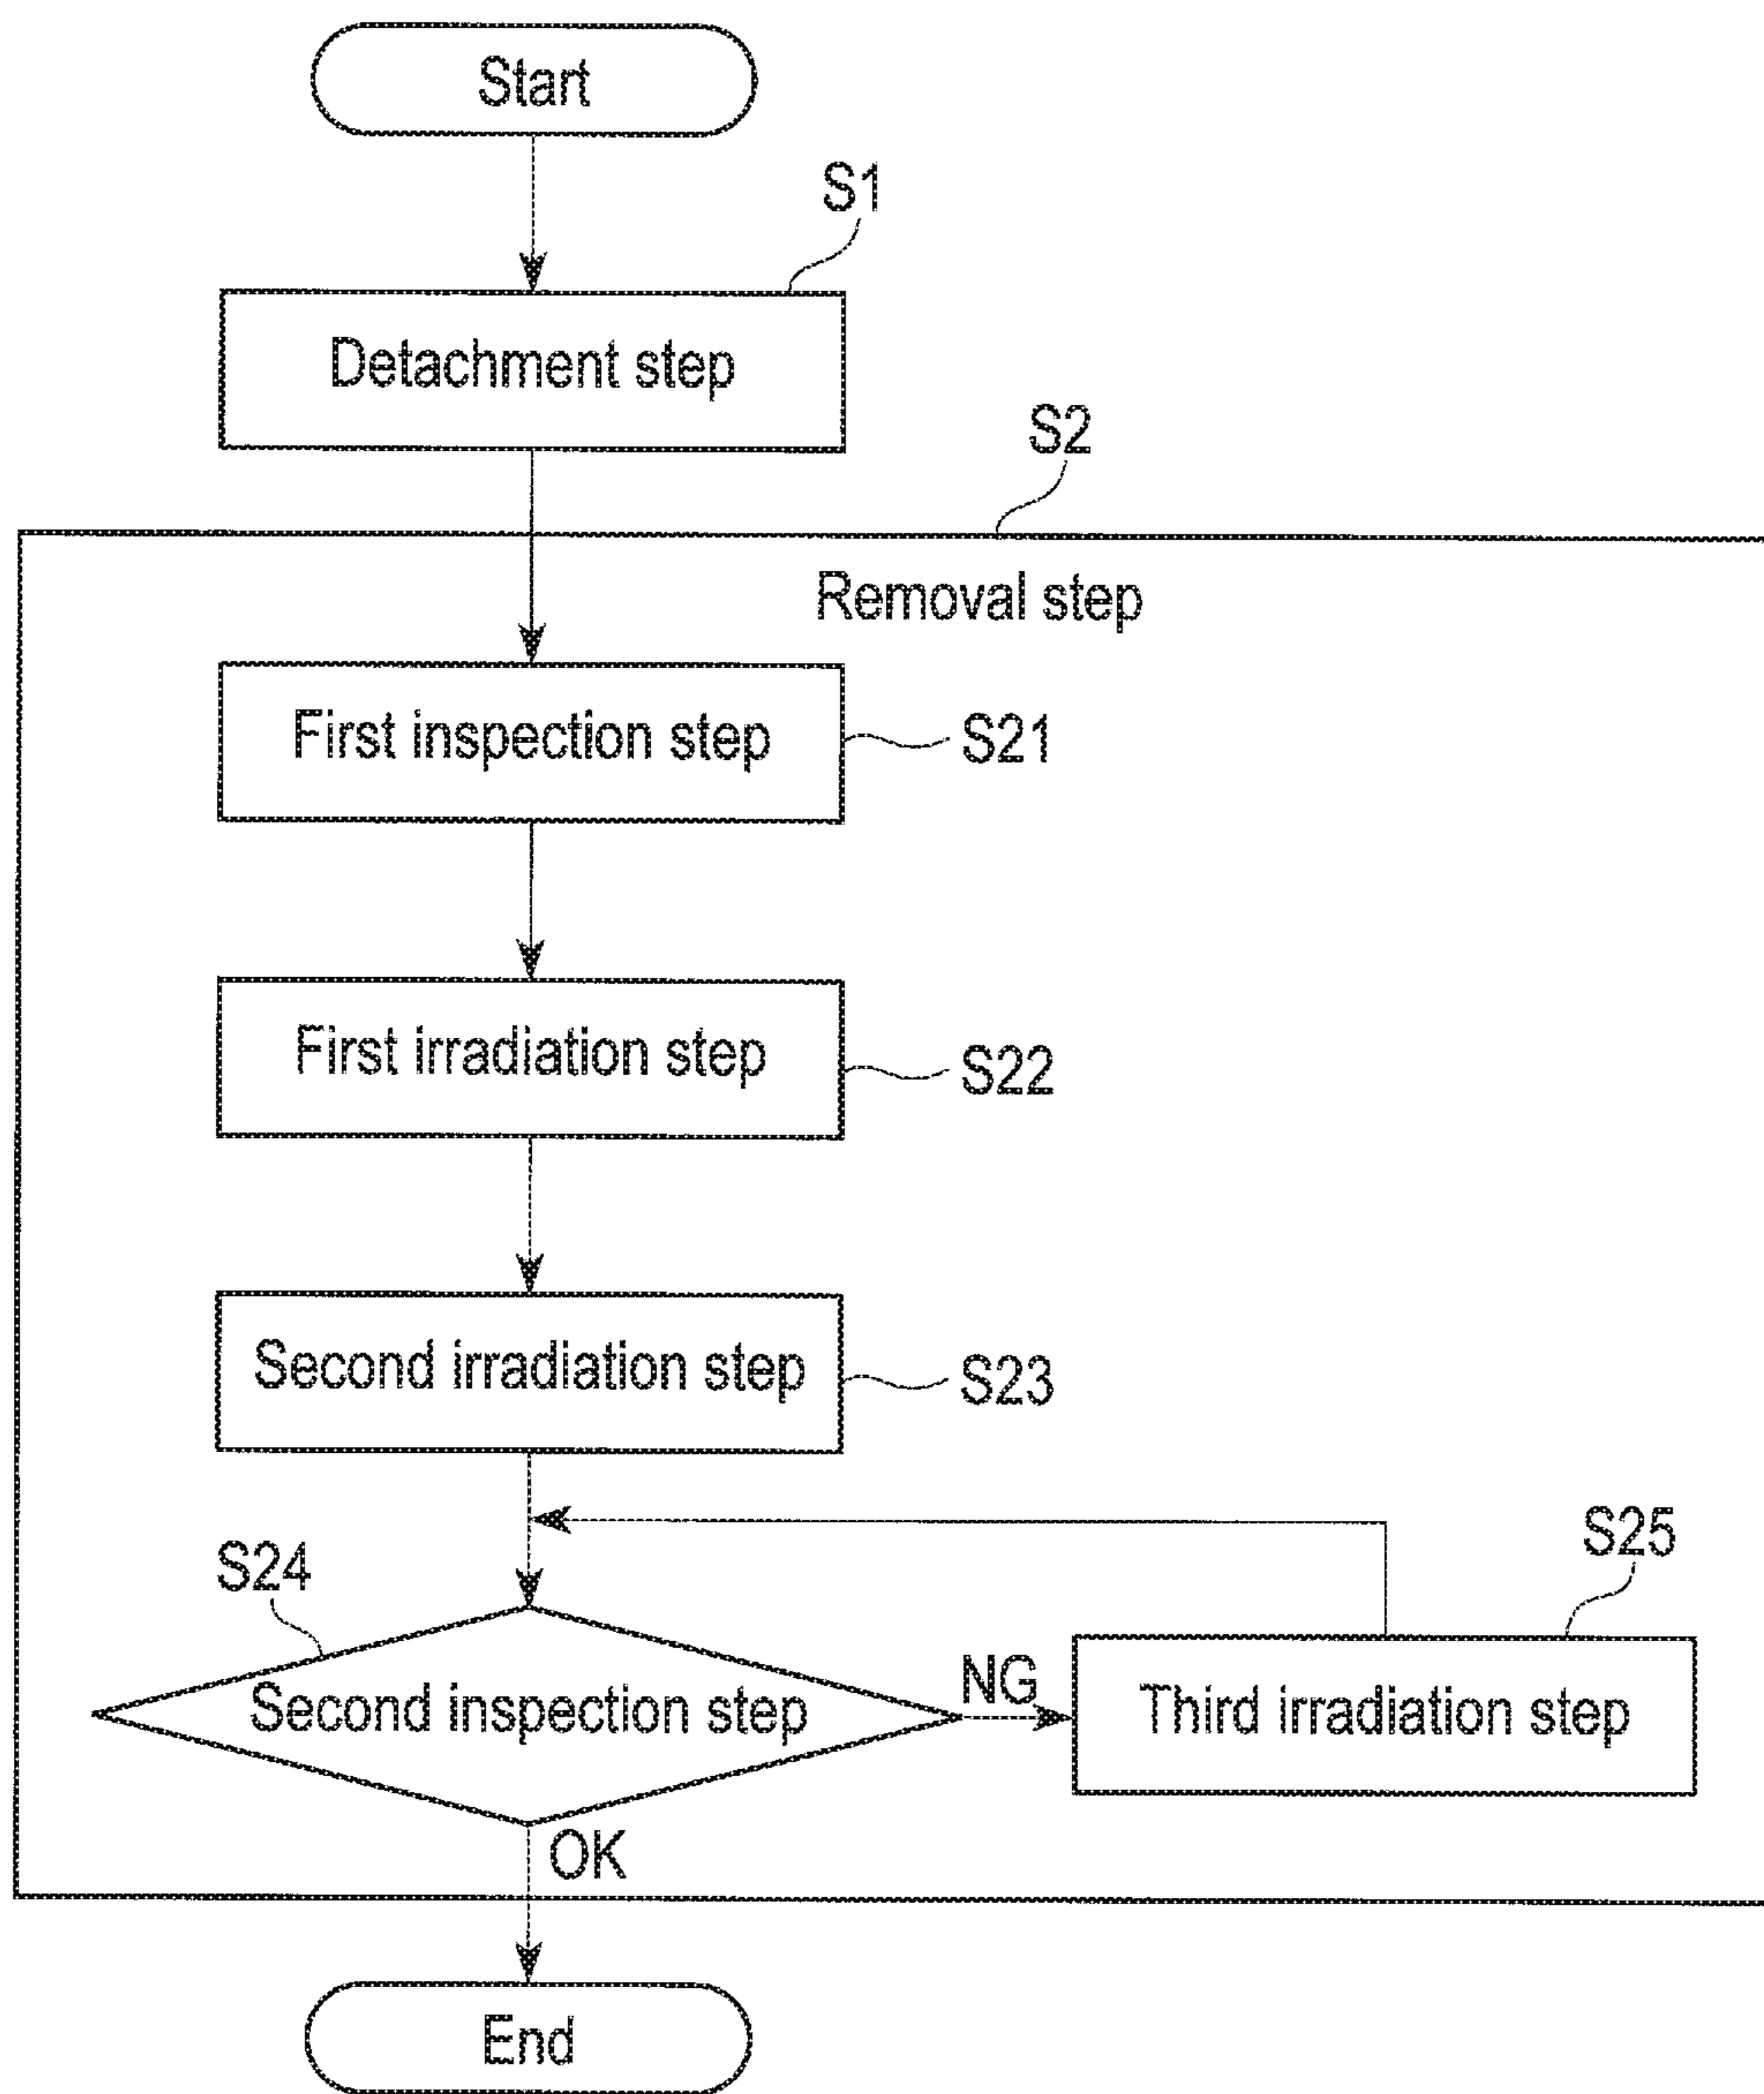 Start
S1
Detachment step
S2
Removal step
First inspection step
S21
First irradiation step
S22
Second irradiation step
S23
S24
S25
Second inspection step
NG
Third irradiation step
OK
End